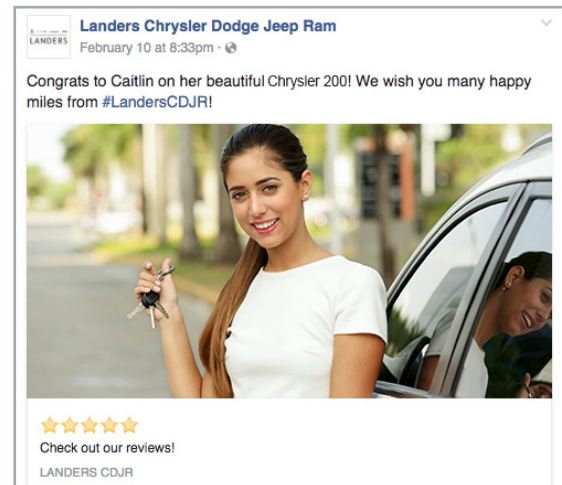 LANDERS
Landers Chrysler Dodge Jeep Ram
February 10 at 8:33pm ·
Congrats to Caitlin on her beautiful Chrysler 200! We wish you many happy
miles from #LandersCDJR!
Check out our reviews!
LANDERS CDJR